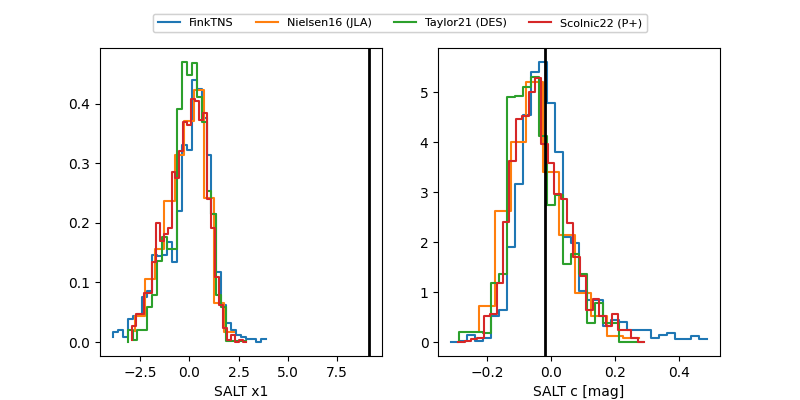 FinkTNS Nielsen16 (JLA) Taylor21 (DES) Scolnic22 (P+)
0.4
0.3
0.2
0.1
0.0
−2.5 0.0 2.5 5.0 7.5
SALT x1
5
4
3
2
1
0
−0.2 0.0 0.2 0.4
SALT c [mag]